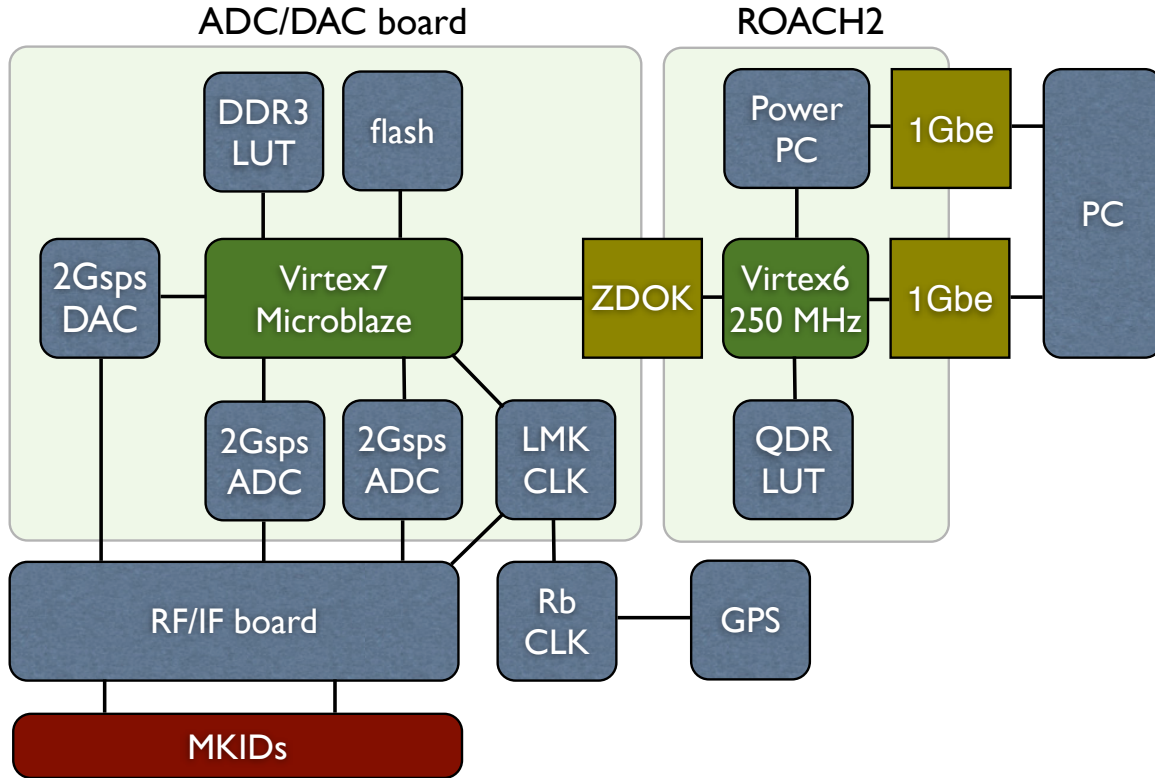 ADC/DAC board
ROACH2
DDR3
LUT
flash
Power
PC
1Gbe
PC
2Gsps
DAC
Virtex7
Microblaze
ZDOK
Virtex6
250 MHz
1Gbe
2Gsps
ADC
2Gsps
ADC
LMK
CLK
QDR
LUT
RF/IF board
Rb
CLK
GPS
MKIDs